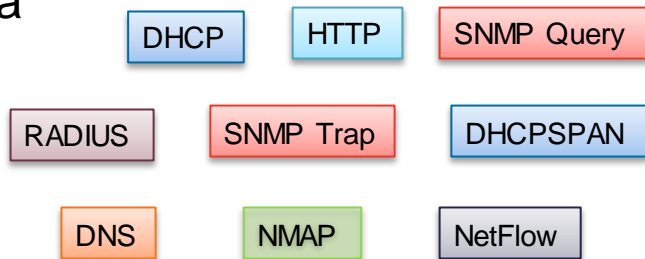 a
DHCP
HTTP
SNMP Query
RADIUS
SNMP Trap
DHCPSPAN
DNS
NMAP
NetFlow